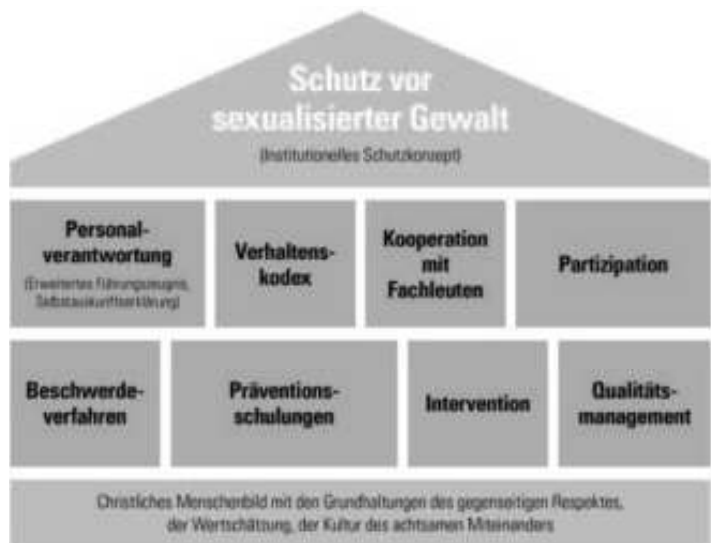 Schutz vor
sexualisierter Gewalt
(Institutionelles Schutzkonzept)
Personal-
verantwortung
(Erweitertes Führungszeugnis,
Selbstauskunftserklärung)
Verhaltens-
kodex
Kooperation
mit
Fachleuten
Partizipation
Beschwerde-
verfahren
Präventions-
schulungen
Intervention
Qualitäts-
management
Christliches Menschenbild mit den Grundhaltungen des gegenseitigen Respektes,
der Wertschätzung, der Kultur des achtsamen Miteinanders